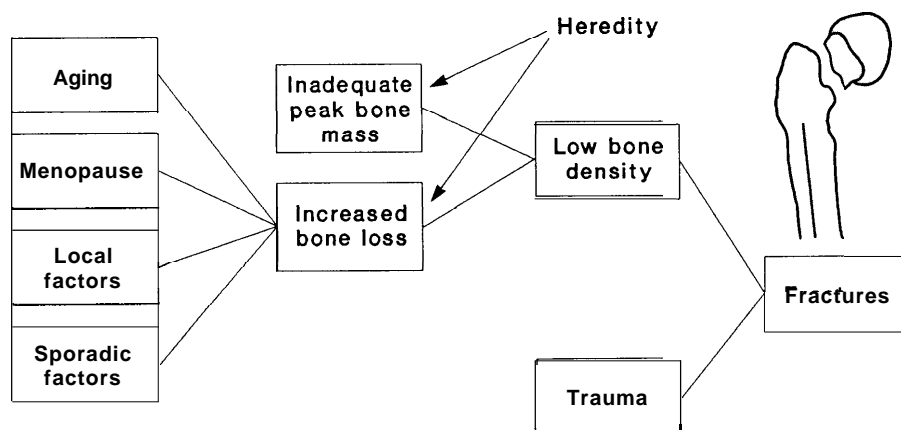 Heredity
Aging
Inadequate
peak bone
mass
Menopause
Low bone
density
Increased
bone loss
Local
factors
Fractures
Sporadic
factors
Trauma